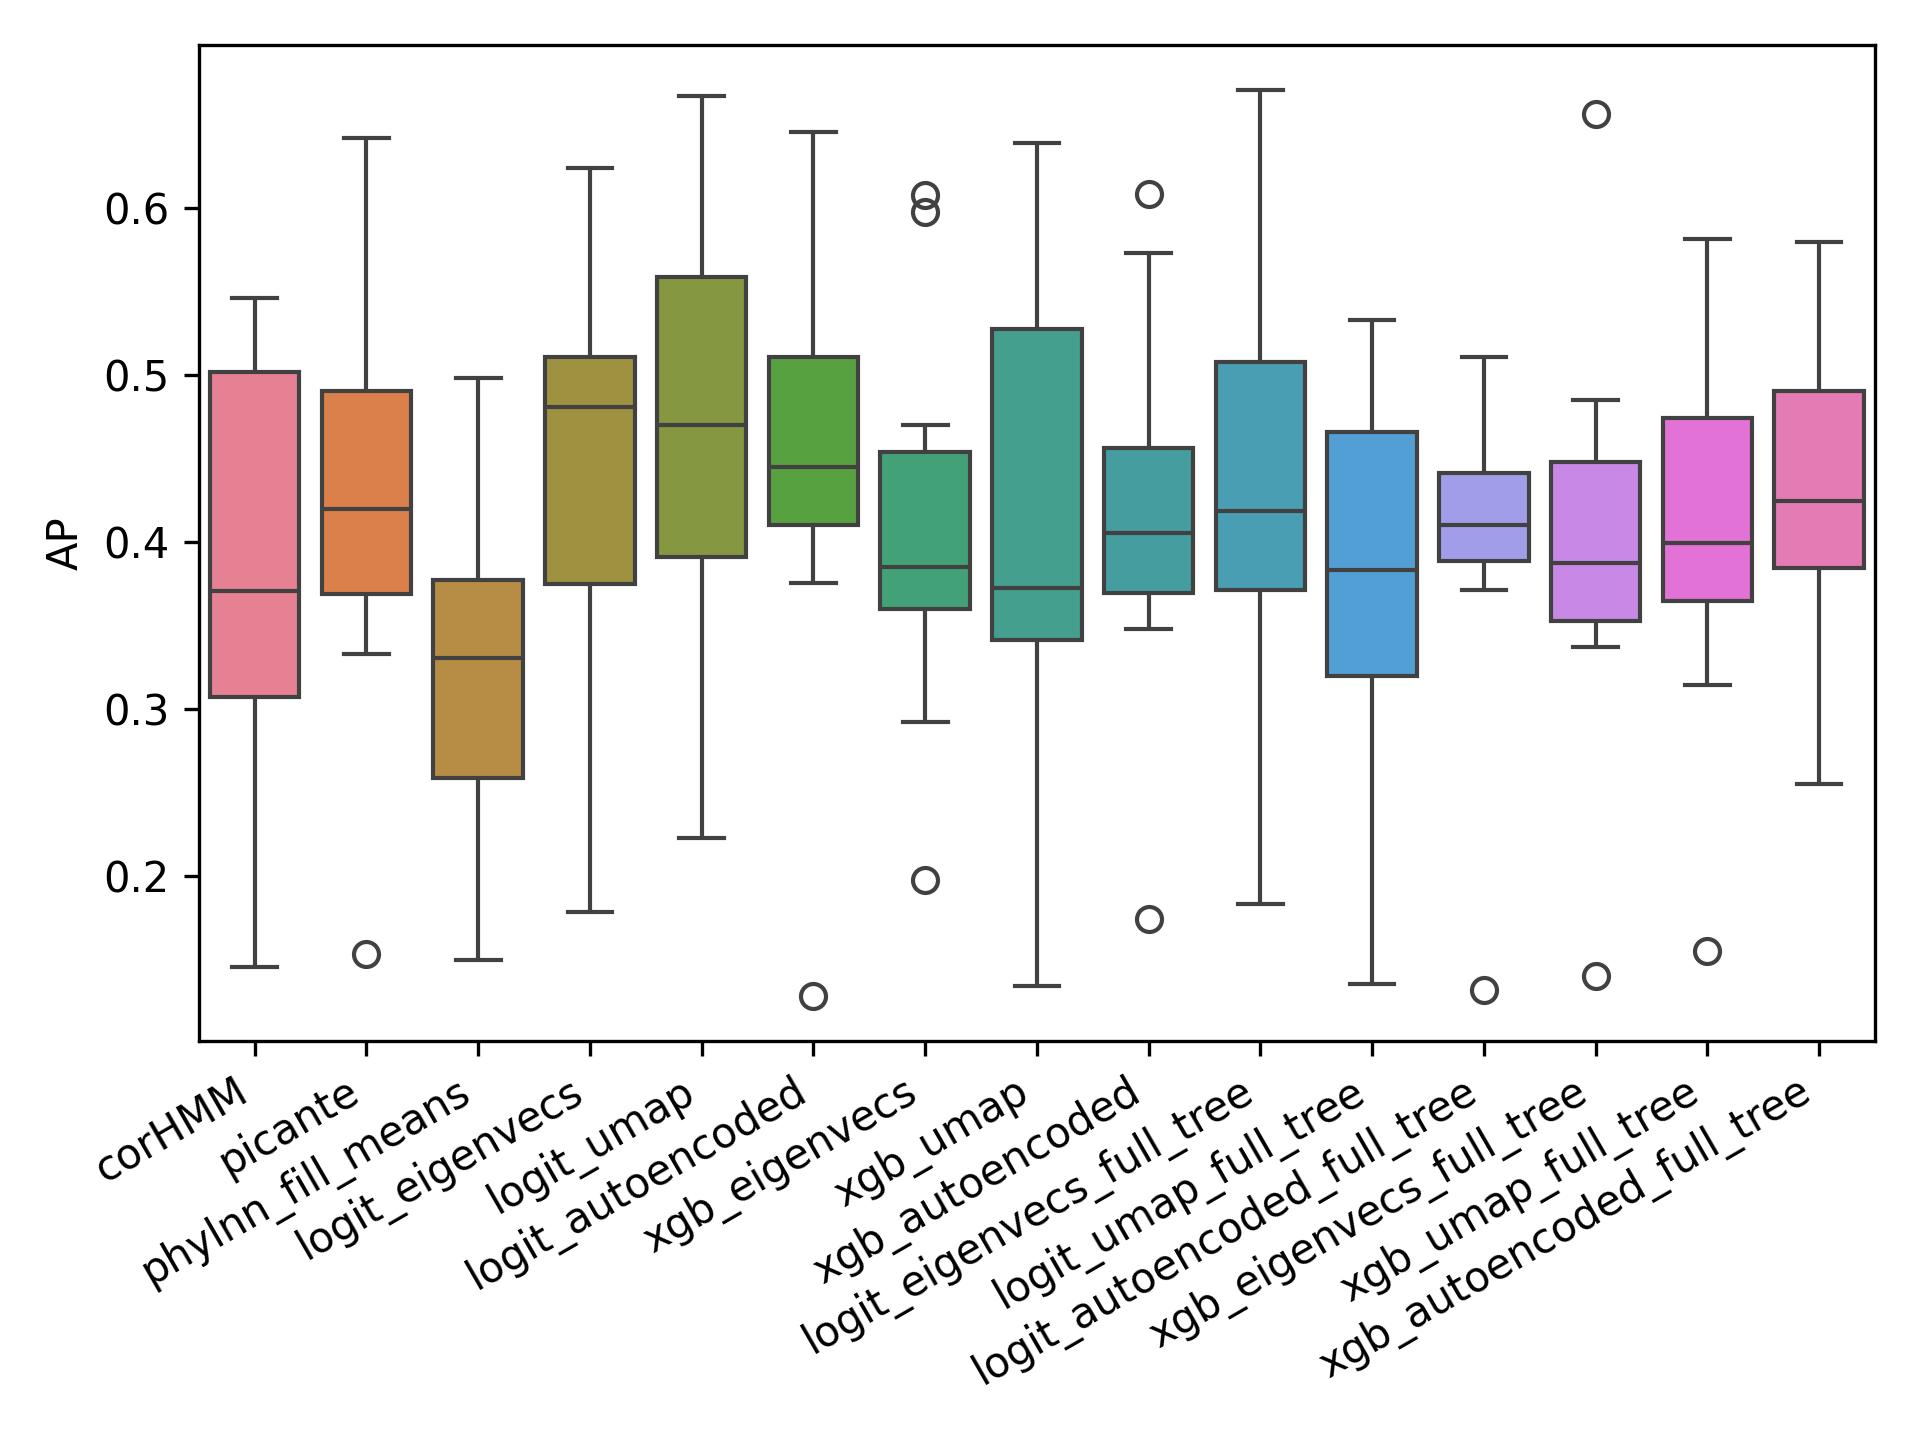 AP
0.6
0.5
0.4
0.3
0.2
corHMM
picante
phylnn_fill_means
logit_eigenvecs
logit_umap
logit_autoencoded
xgb_eigenvecs
xgb_umap
xgb_autoencoded
logit_eigenvecs_full_tree
logit_umap_full_tree
logit_autoencoded_full_tree
xgb_eigenvecs_full_tree
xgb_umap_full_tree
xgb_autoencoded_full_tree